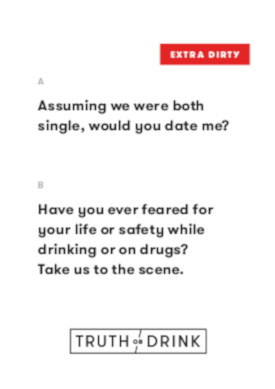 EXTRA DIRTY
A
Assuming we were both
single, would you date me?
B
Have you ever feared for
your life or safety while
drinking or on drugs?
Take us to the scene.
TRUTH OR DRINK